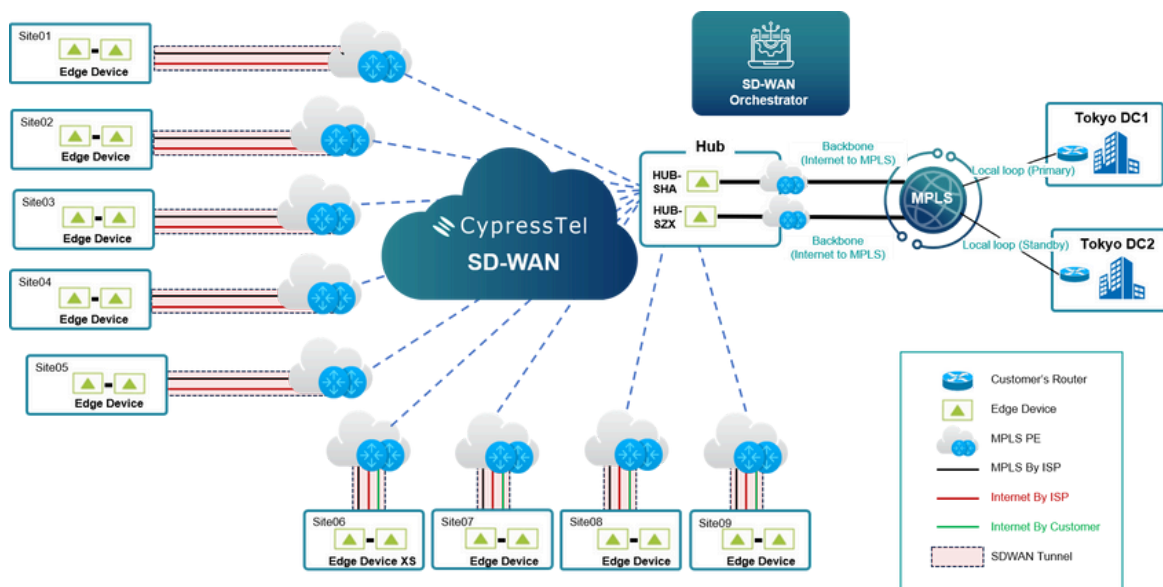 Site01
Edge Device
Site02
Edge Device
Site03
Edge Device
Site04
Edge Device
Site05
Edge Device
CypressTel
SD-WAN
SD-WAN
Orchestrator
Hub
HUB-
SHA
HUB-
SZX
Backbone
(Internet to MPLS)
Backbone
(Internet to MPLS)
MPLS
Local loop (Primary)
Local loop (Standby)
Tokyo DC1
Tokyo DC2
Site06
Edge Device XS
Site07
Edge Device
Site08
Edge Device
Site09
Edge Device
Customer's Router
Edge Device
MPLS PE
MPLS By ISP
Internet By ISP
Internet By Customer
SDWAN Tunnel